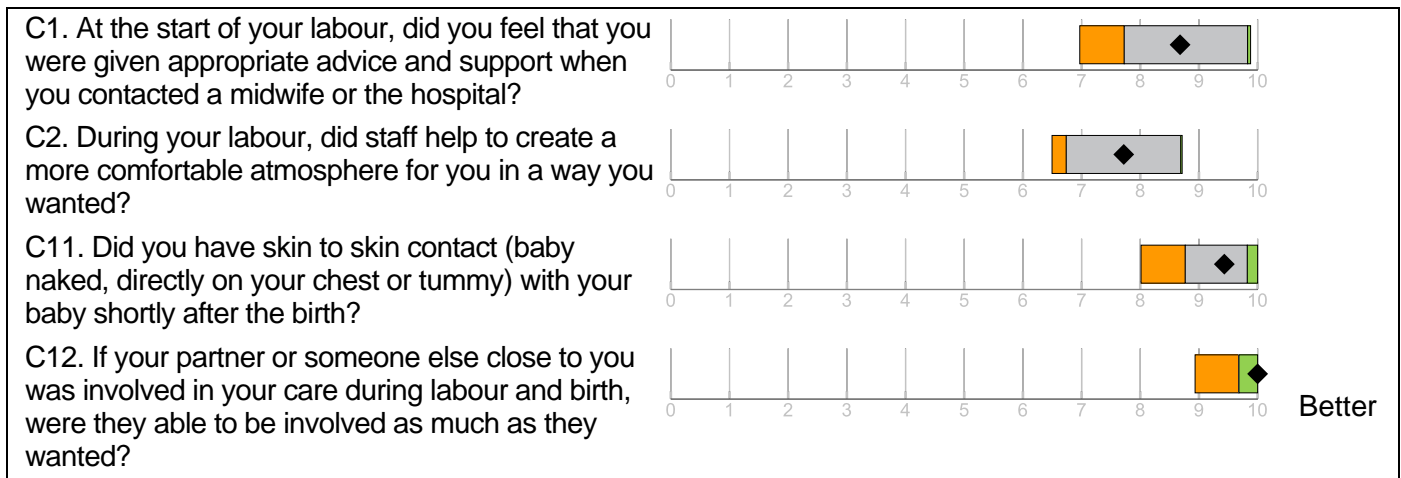 C1. At the start of your labour, did you feel that you
were given appropriate advice and support when
you contacted a midwife or the hospital?
0 1 2 3 4 5 6 7 8 9 10
C2. During your labour, did staff help to create a
more comfortable atmosphere for you in a way you
wanted?
0 1 2 3 4 5 6 7 8 9 10
C11. Did you have skin to skin contact (baby
naked, directly on your chest or tummy) with your
baby shortly after the birth?
0 1 2 3 4 5 6 7 8 9 10
C12. If your partner or someone else close to you
was involved in your care during labour and birth,
were they able to be involved as much as they
wanted?
0 1 2 3 4 5 6 7 8 9 10
Better